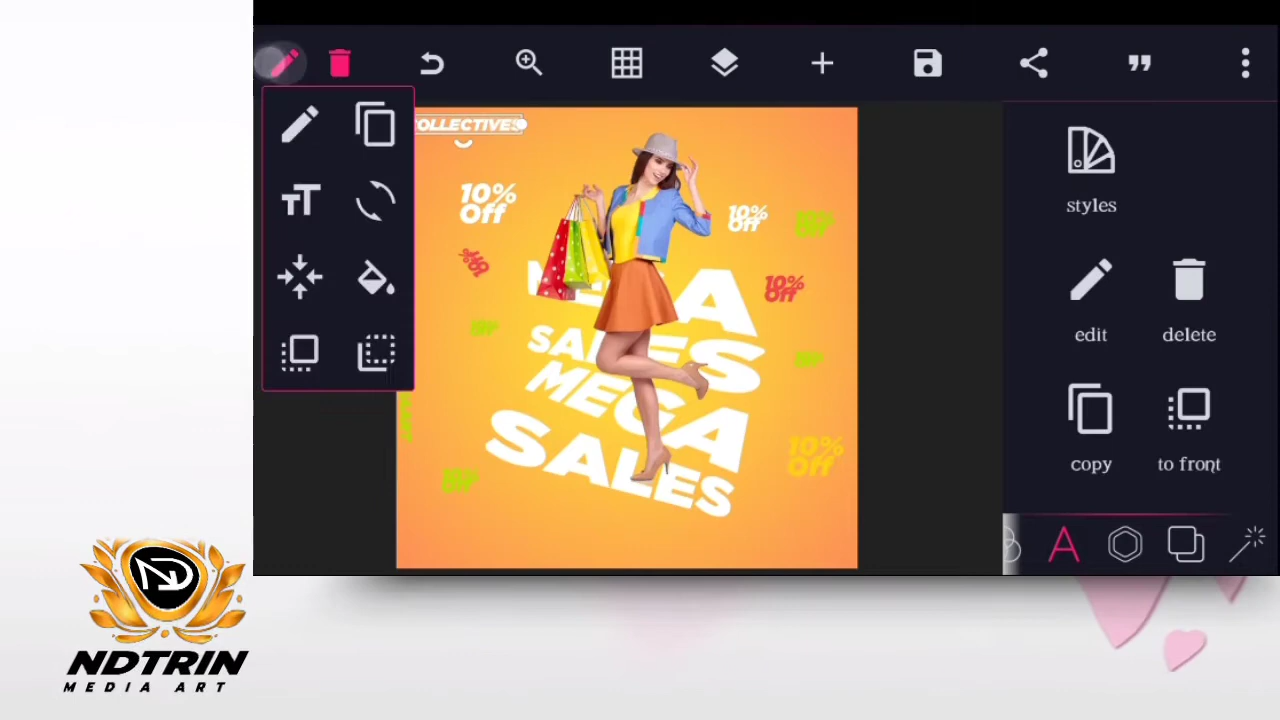 OLLECTIVES
10%
Off
10%
Off
10%
Off
MEGA
SALES
MEGA
SALES
10%
Off
styles
edit
delete
copy
to front
NDTRIN
MEDIA ART